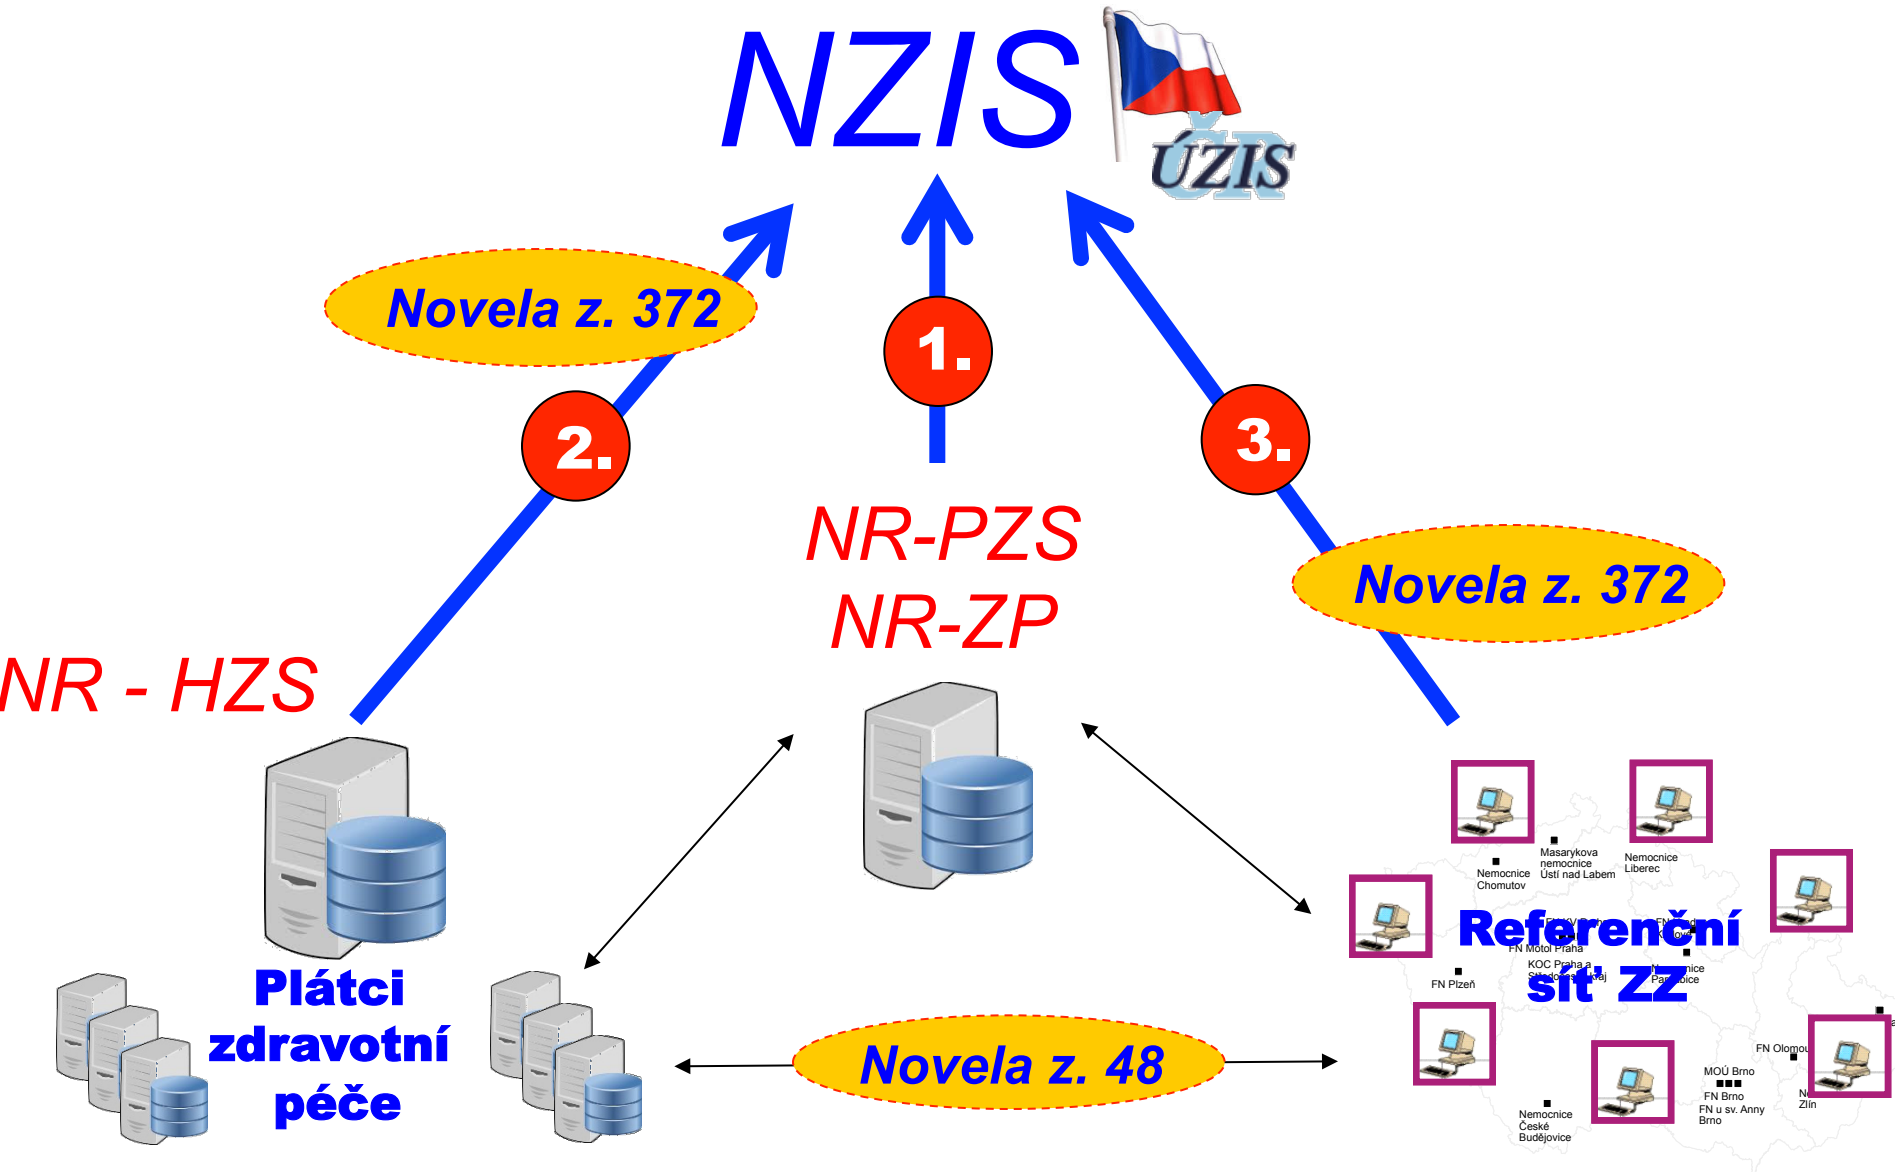 NZIS
ČR
ÚZIS
Novela z. 372
1.
2.
3.
NR-PZS
NR-ZP
Novela z. 372
NR - HZS
Masarykova
nemocnice
Ústí nad Labem
Nemocnice
Liberec
Nemocnice
Chomutov
Referenční
síť ZZ
FN Motol Praha
KOC Praha a
FN Plzeň
Plátci
zdravotní
péče
Novela z. 48
FN Olomou
MOÚ Brno
FN Brno
FN u sv. Anny
Brno
Zlín
Nemocnice
České
Budějovice